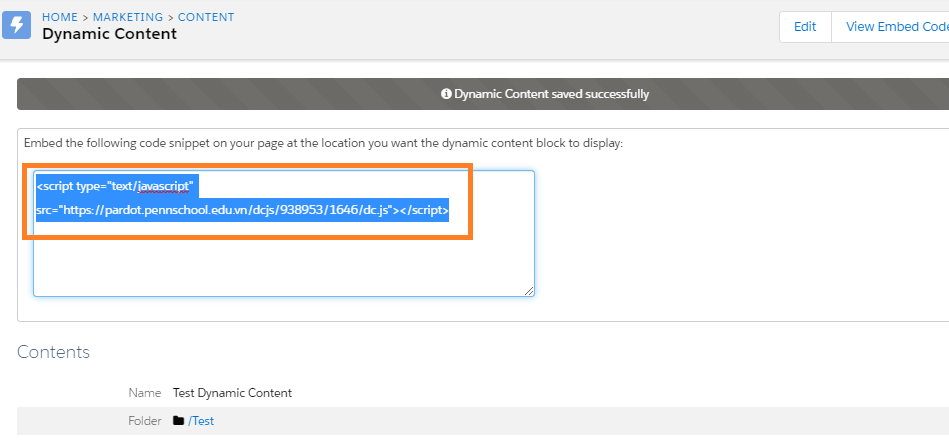 HOME > MARKETING > CONTENT
Dynamic Content
Edit
View Embed Code
Dynamic Content saved successfully
Embed the following code snippet on your page at the location you want the dynamic content block to display:
<script type="text/javascript"
src="https://pardot.pennschool.edu.vn/dcjs/938953/1646/dc.js"></script>
Contents
Name Test Dynamic Content
Folder /Test